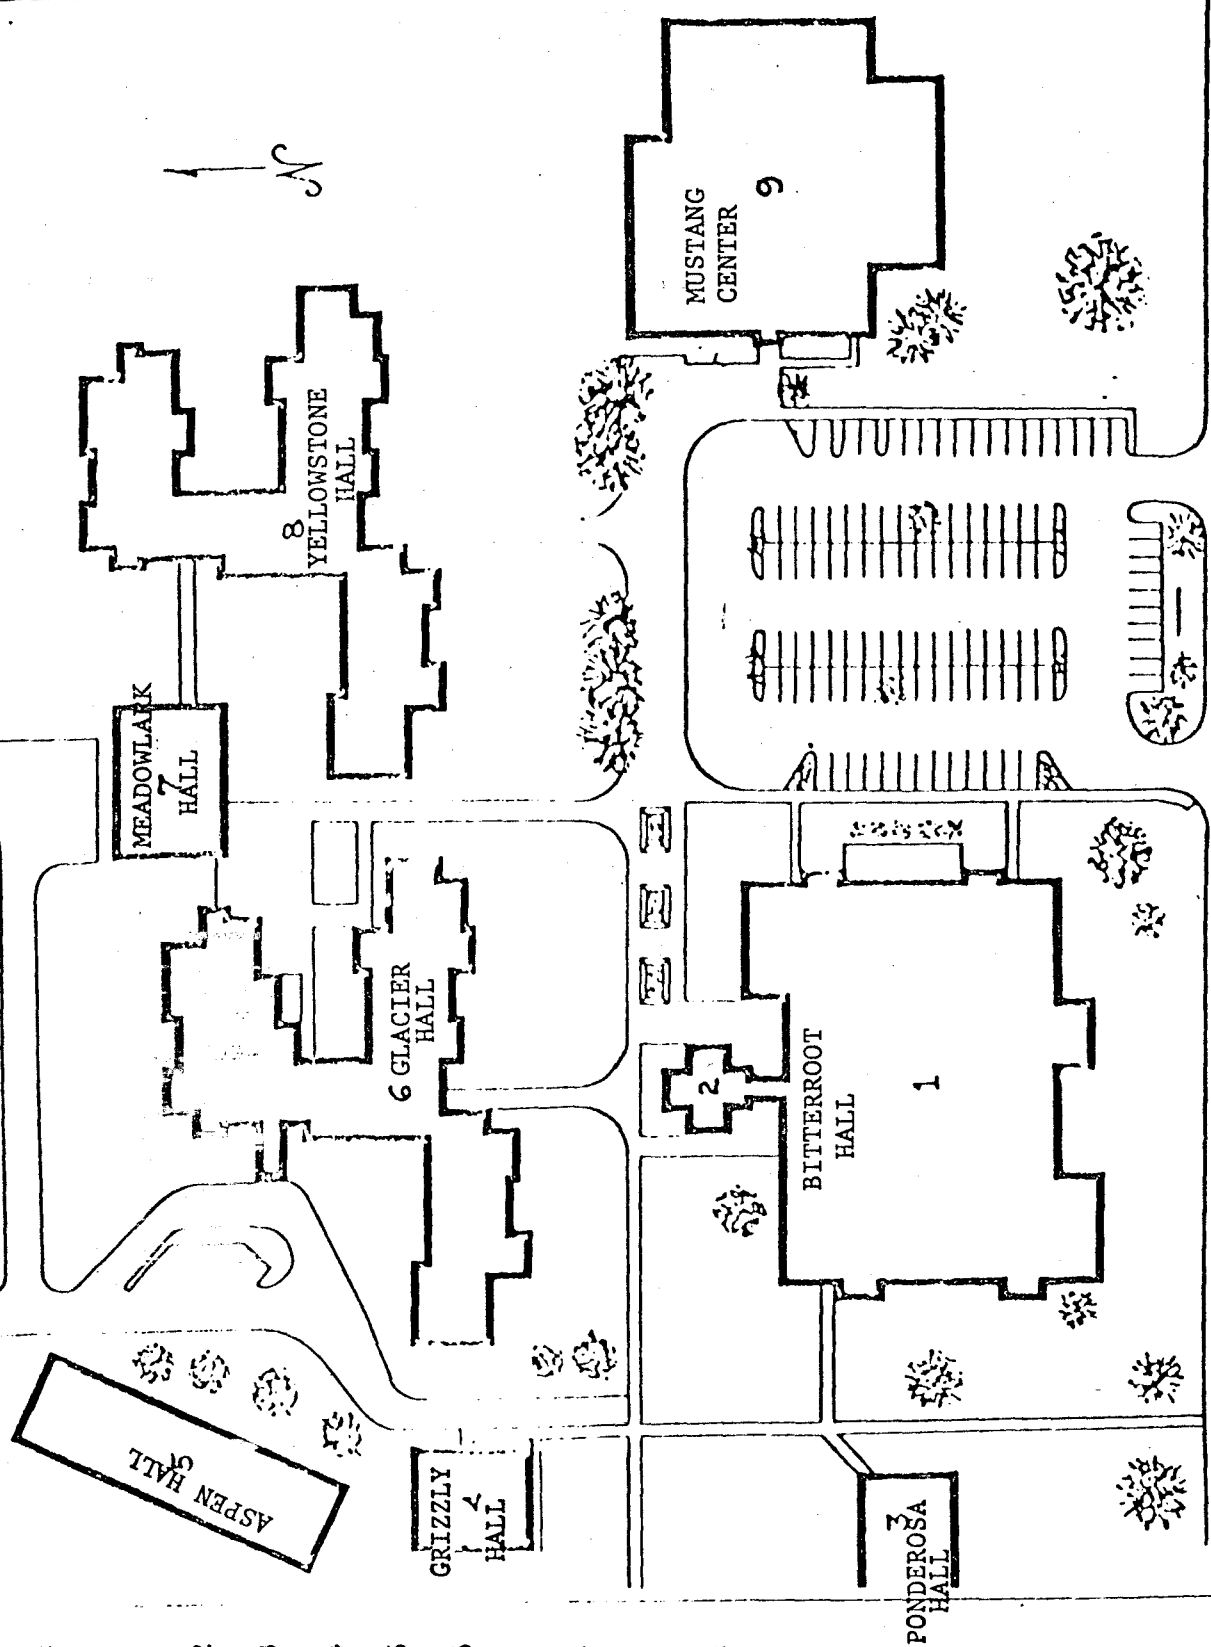 N
MUSTANG
CENTER
9
8
YELLOWSTONE
HALL
MEADOWLARK
7
HALL
6 GLACIER
HALL
2
BITTERROOT
HALL
1
ASPEN HALL
5
GRIZZLY
4
HALL
3
PONDEROSA
HALL